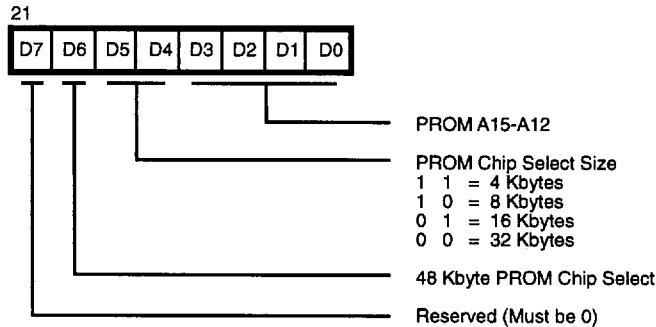 21
D7 D6 D5 D4 D3 D2 D1 D0
PROM A15-A12
PROM Chip Select Size
1 1 = 4 Kbytes
1 0 = 8 Kbytes
0 1 = 16 Kbytes
0 0 = 32 Kbytes
48 Kbyte PROM Chip Select
Reserved (Must be 0)